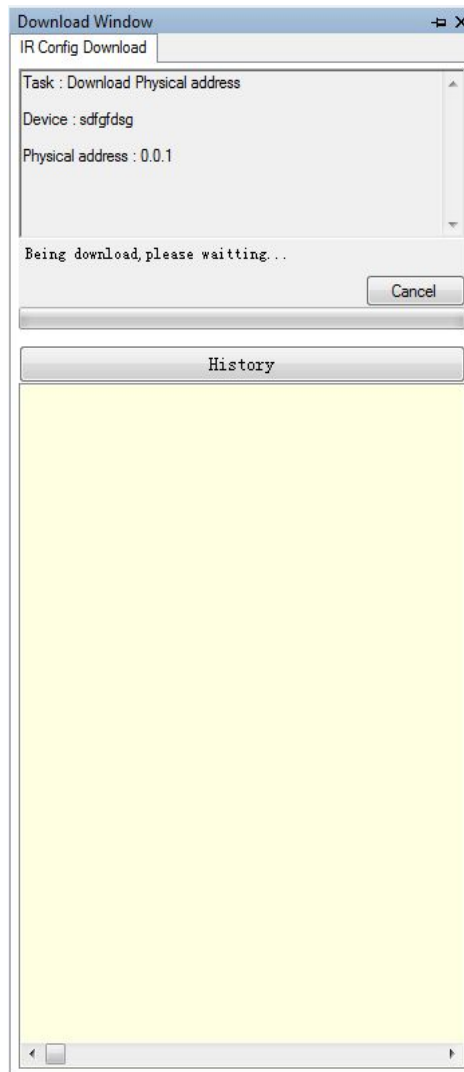 Download Window
IR Config Download
Task : Download Physical address
Device : sdfgfdsg
Physical address : 0.0.1
Being download,please waitting...
Cancel
History